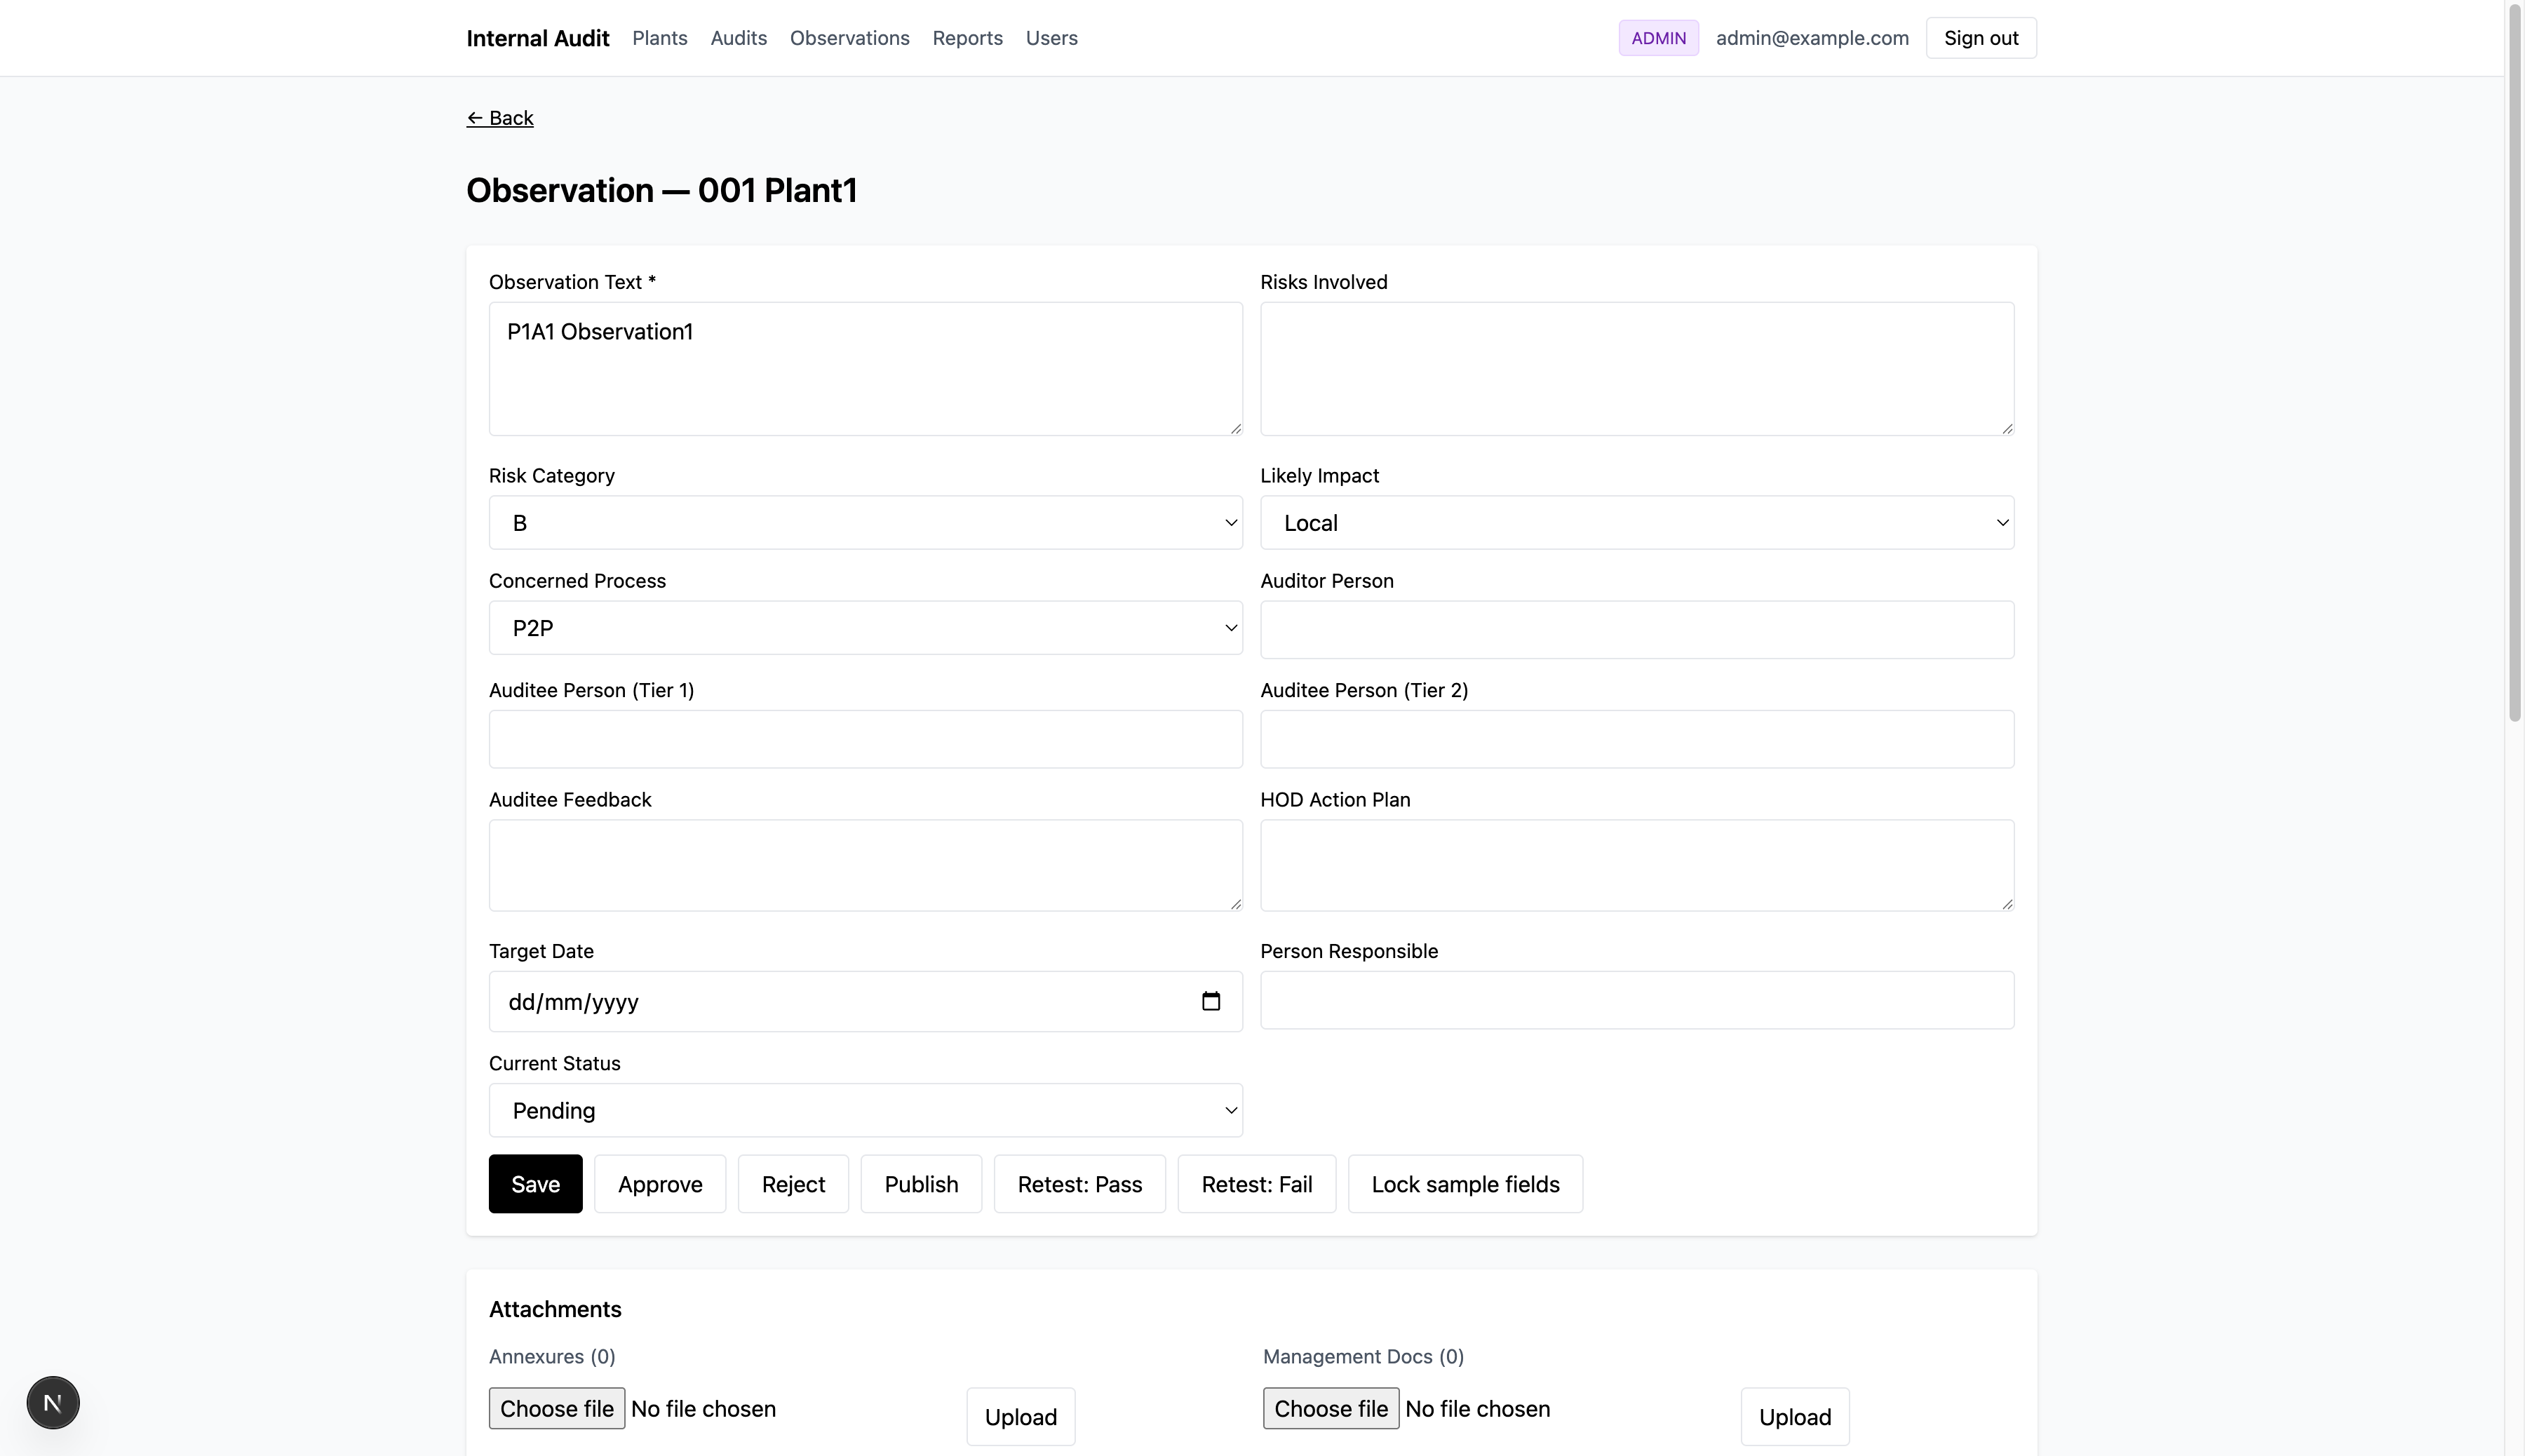 Internal Audit Plants Audits Observations Reports Users ADMIN admin@example.com Sign out
← Back
Observation — 001 Plant1
Observation Text * Risks Involved
P1A1 Observation1
Risk Category Likely Impact
B Local
Concerned Process Auditor Person
P2P
Auditee Person (Tier 1) Auditee Person (Tier 2)
Auditee Feedback HOD Action Plan
Target Date Person Responsible
dd/mm/yyyy
Current Status
Pending
Save Approve Reject Publish Retest: Pass Retest: Fail Lock sample fields
Attachments
Annexures (0) Management Docs (0)
Choose file No file chosen Upload Choose file No file chosen Upload
N